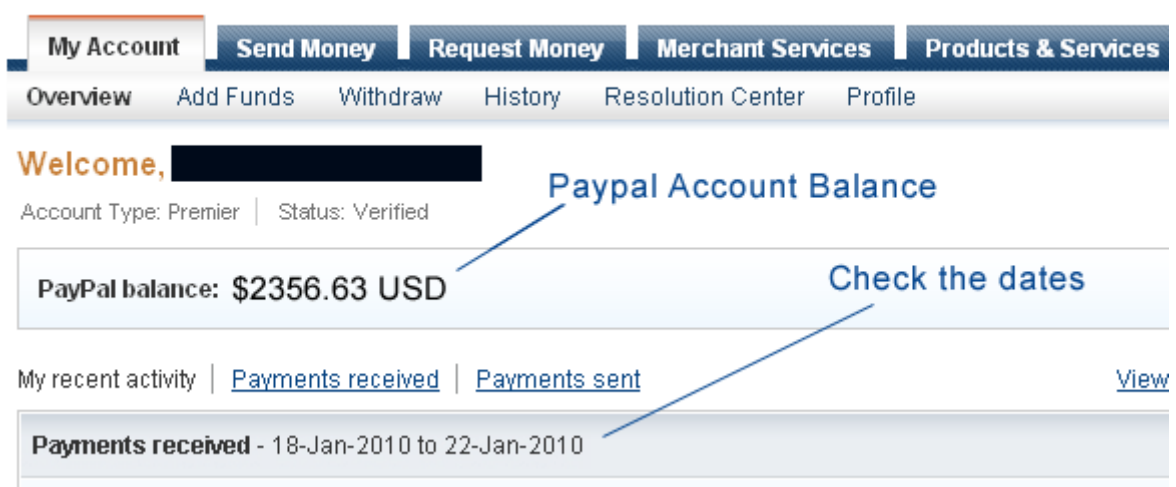 My Account Send Money Request Money Merchant Services Products & Services
Overview Add Funds Withdraw History Resolution Center Profile
Welcome,
Paypal Account Balance
Account Type: Premier | Status: Verified
PayPal balance: $2356.63 USD
Check the dates
My recent activity | Payments received | Payments sent View
Payments received - 18-Jan-2010 to 22-Jan-2010